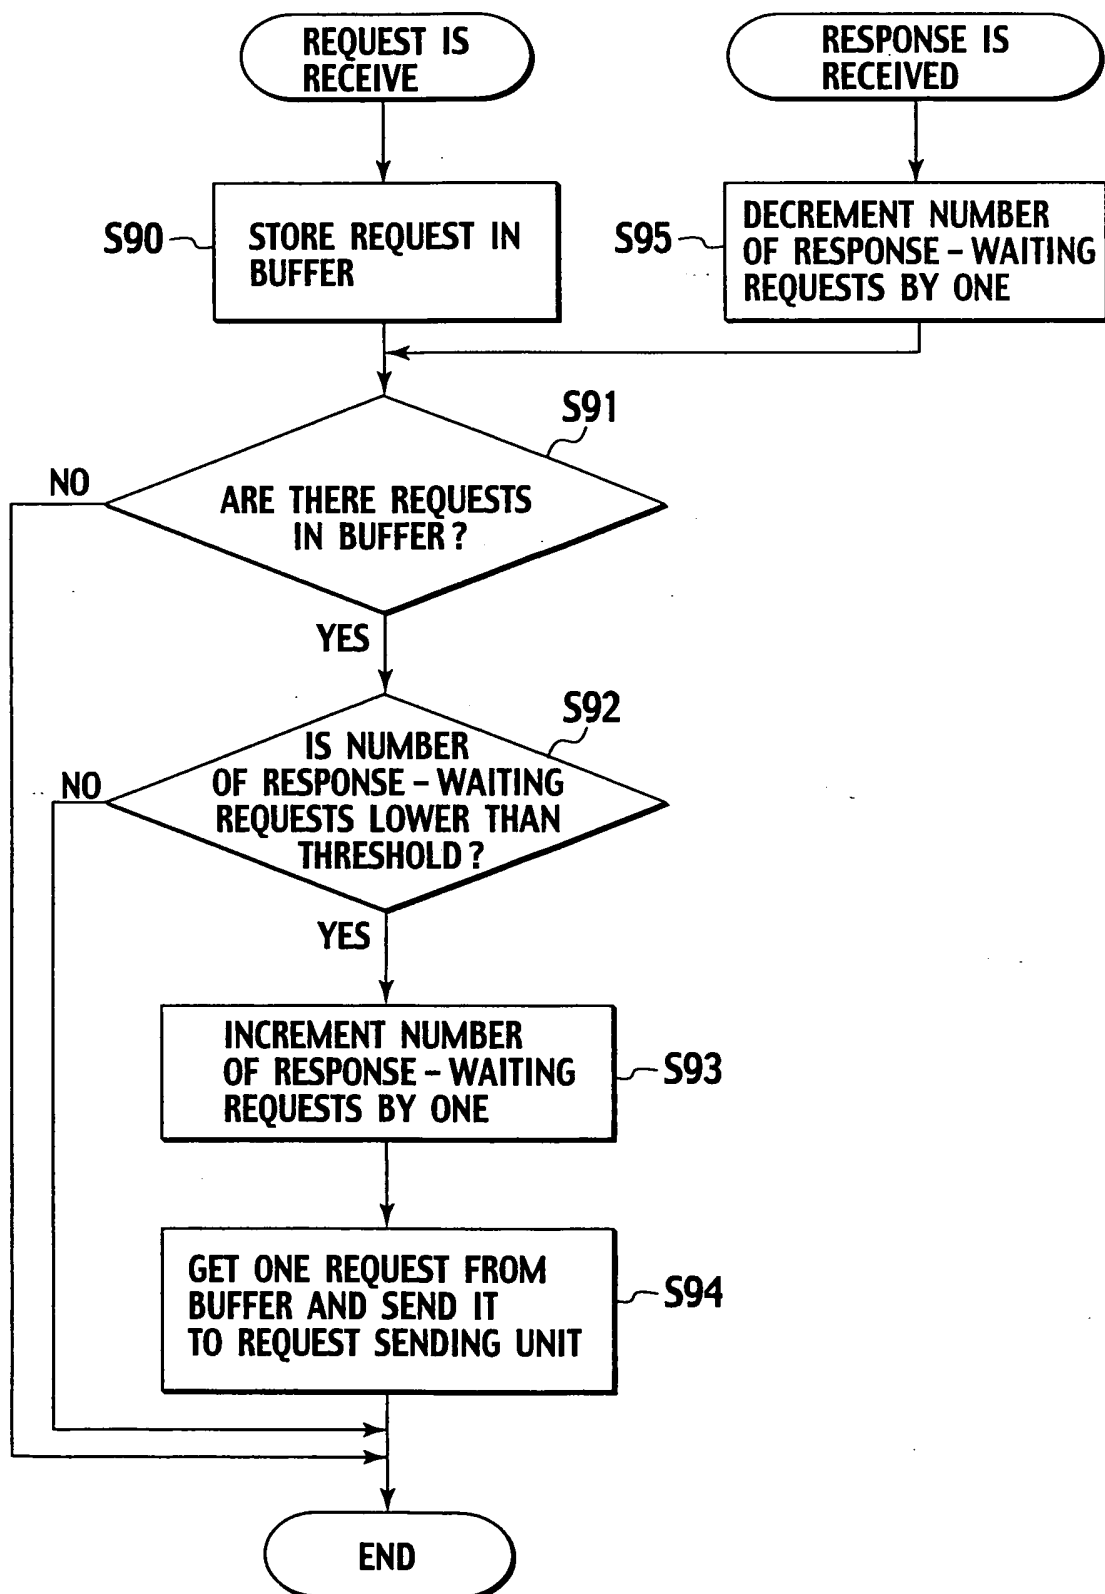 REQUEST IS
RECEIVE
RESPONSE IS
RECEIVED
S90
STORE REQUEST IN
BUFFER
S95
DECREMENT NUMBER
OF RESPONSE – WAITING
REQUESTS BY ONE
S91
NO
ARE THERE REQUESTS
IN BUFFER?
YES
S92
NO
IS NUMBER
OF RESPONSE – WAITING
REQUESTS LOWER THAN
THRESHOLD?
YES
INCREMENT NUMBER
OF RESPONSE – WAITING
REQUESTS BY ONE
S93
GET ONE REQUEST FROM
BUFFER AND SEND IT
TO REQUEST SENDING UNIT
S94
END